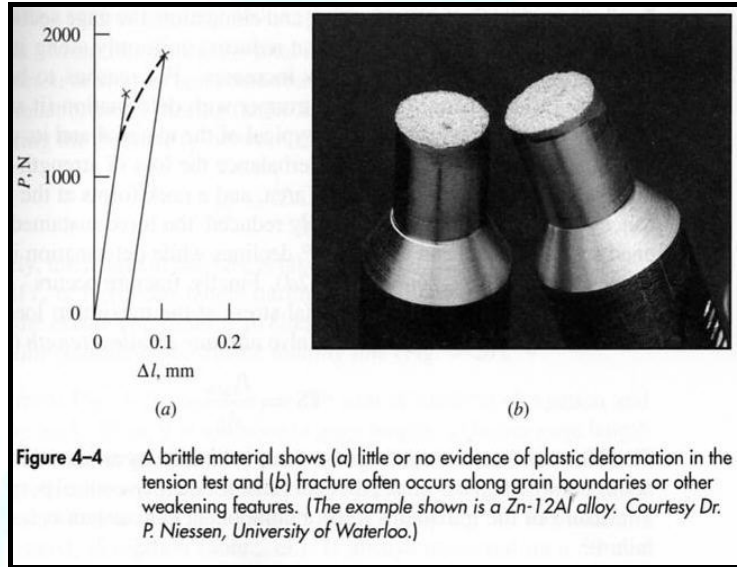 2000
1000
0
P, N
0
0.1
0.2
Δl, mm
(a)
(b)
Figure 4–4 A brittle material shows (a) little or no evidence of plastic deformation in the
tension test and (b) fracture often occurs along grain boundaries or other
weakening features. (The example shown is a Zn-12Al alloy. Courtesy Dr.
P. Niessen, University of Waterloo.)